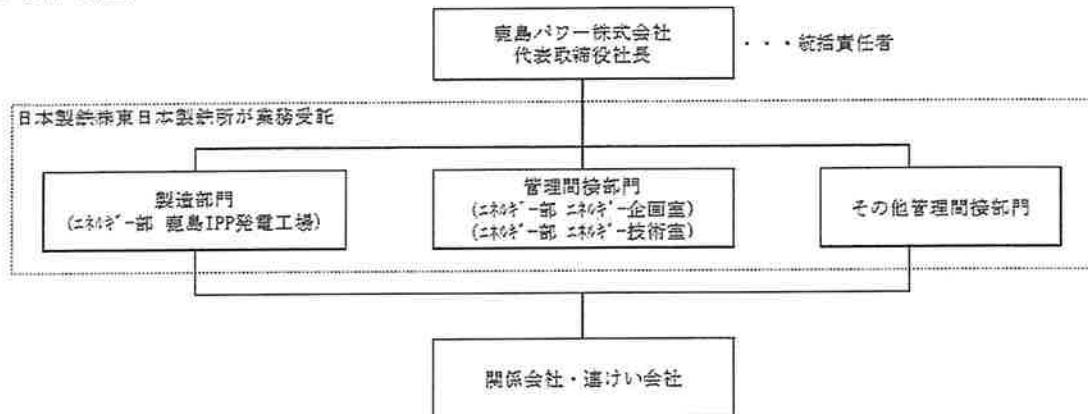 鹿島パワー株式会社
代表取締役社長
・・・統括責任者
日本製鉄㈱東日本製鉄所が業務受託
製造部門
(ｴﾈﾙｷﾞｰ部 鹿島IPP発電工場)
管理間接部門
(ｴﾈﾙｷﾞｰ部 ｴﾈﾙｷﾞｰ企画室)
(ｴﾈﾙｷﾞｰ部 ｴﾈﾙｷﾞｰ技術室)
その他管理間接部門
関係会社・請けい会社